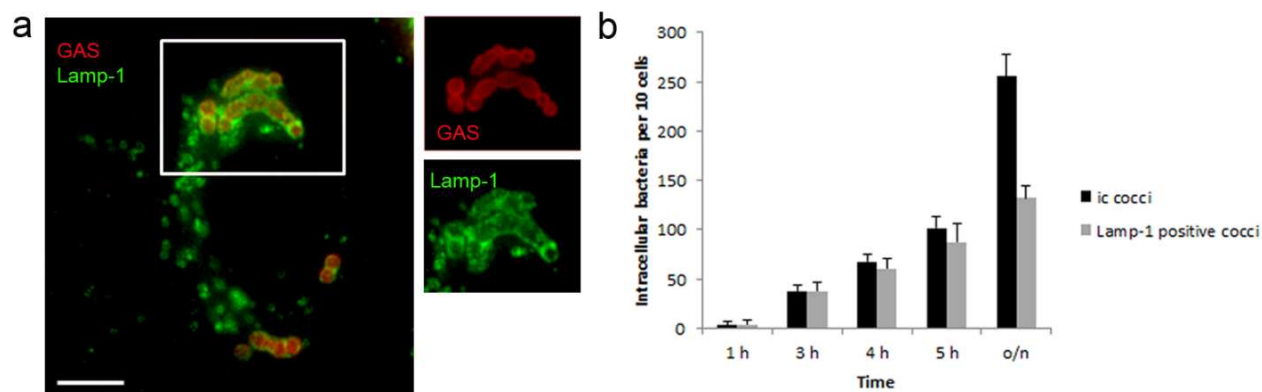 a
GAS
Lamp-1
GAS
Lamp-1
b
Intracellular bacteria per 10 cells
300
250
200
150
100
50
0
1 h
3 h
4 h
5 h
o/n
Time
ic cocci
Lamp-1 positive cocci